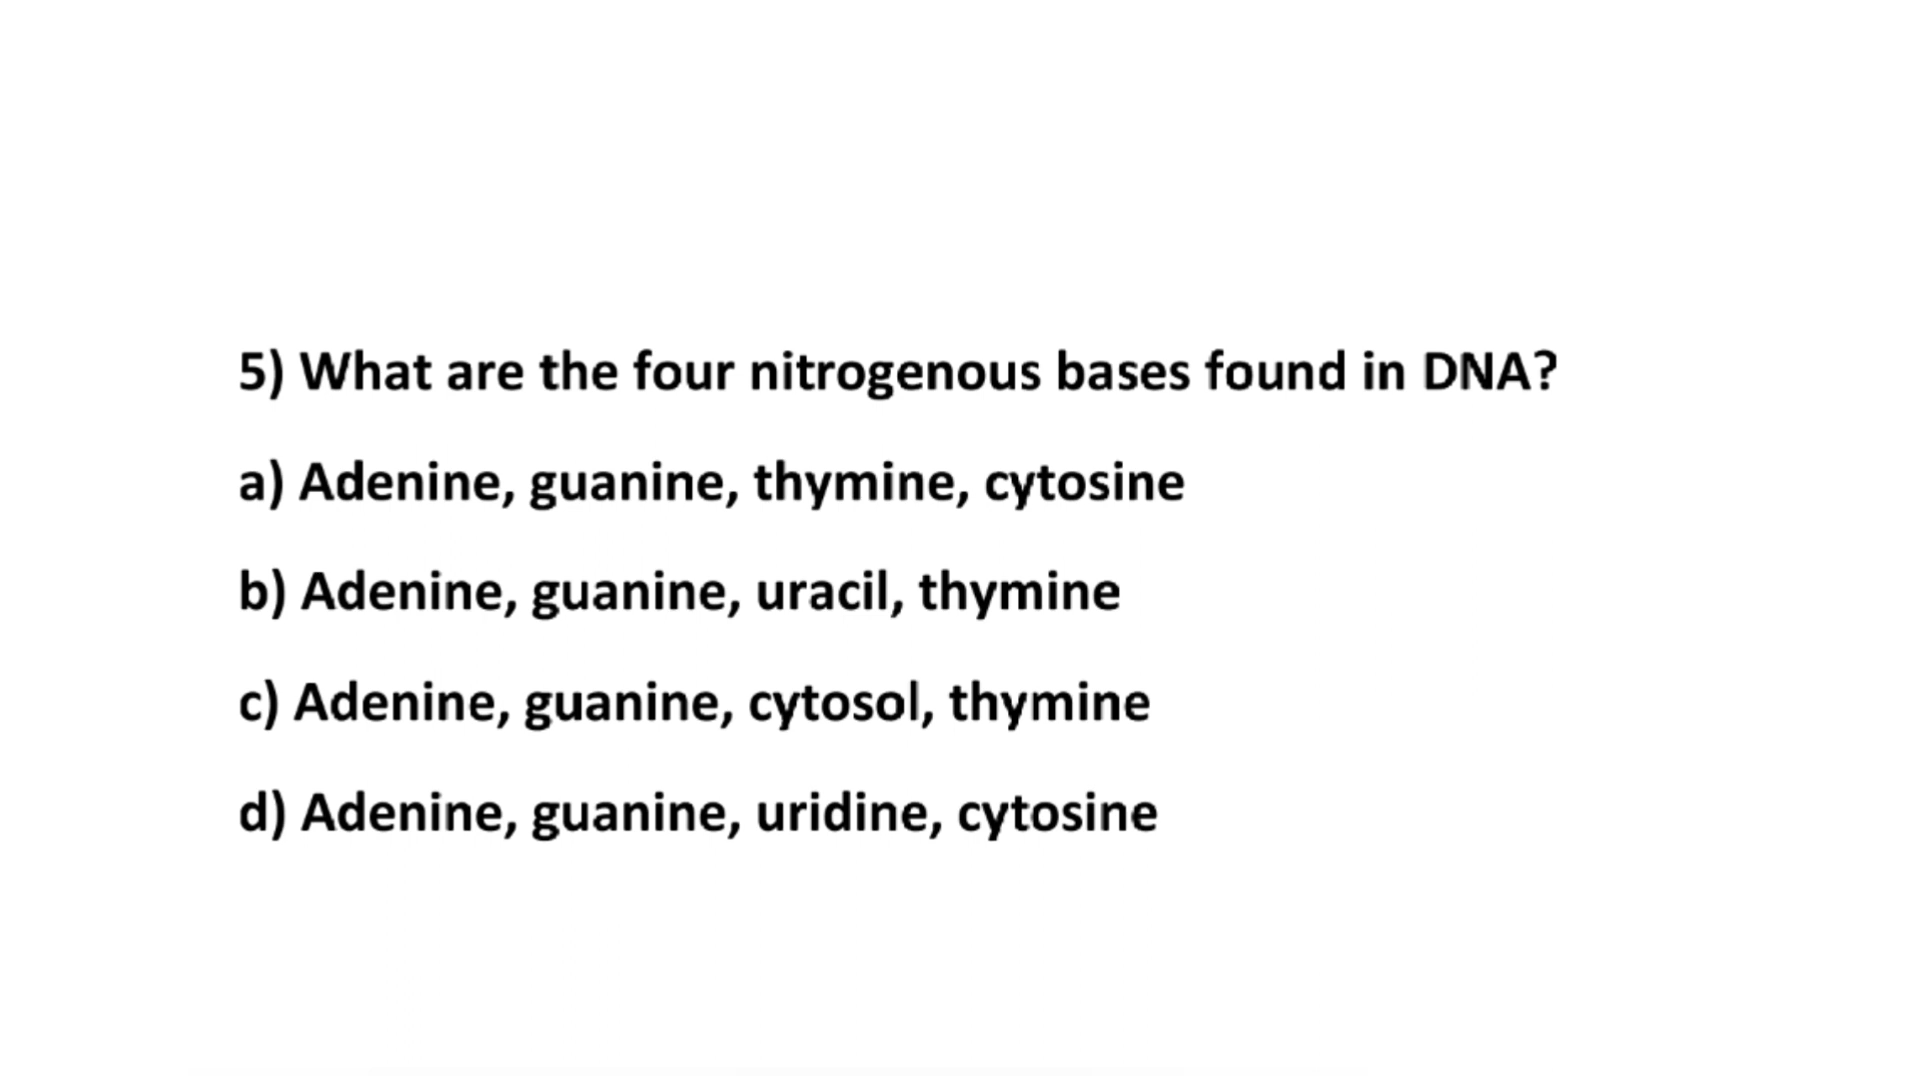 5) What are the four nitrogenous bases found in DNA?
a) Adenine, guanine, thymine, cytosine
b) Adenine, guanine, uracil, thymine
c) Adenine, guanine, cytosol, thymine
d) Adenine, guanine, uridine, cytosine